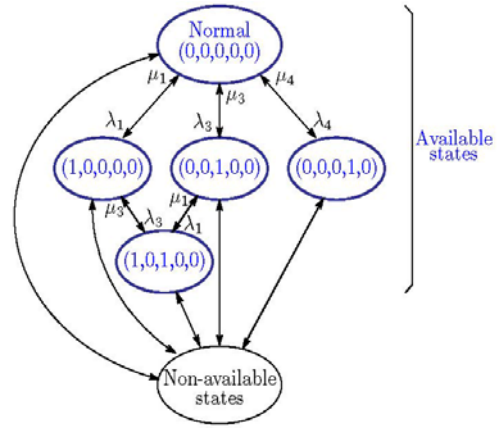 Normal
(0,0,0,0,0)
μ1 μ3 μ4
λ1 λ3 λ4
Available
states
(1,0,0,0,0) (0,0,1,0,0) (0,0,0,1,0)
μ3 λ3 μ1 λ1
(1,0,1,0,0)
Non-available
states